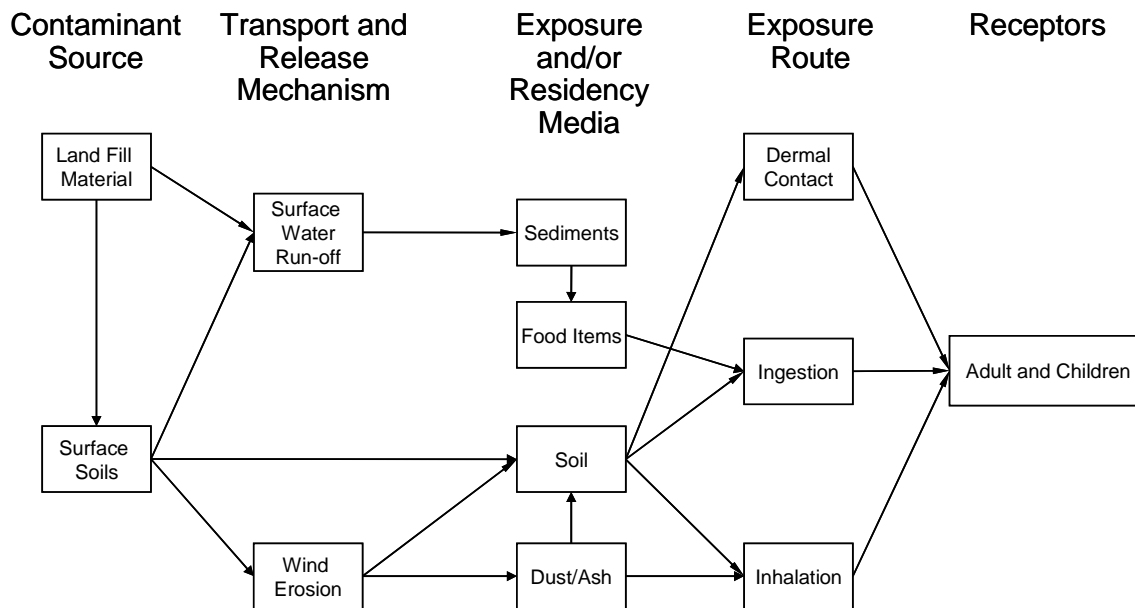 Contaminant
Source
Transport and
Release
Mechanism
Exposure
and/or
Residency
Media
Exposure
Route
Receptors
Land Fill
Material
Surface
Water
Run-off
Sediments
Food Items
Dermal
Contact
Ingestion
Adult and Children
Surface
Soils
Soil
Wind
Erosion
Dust/Ash
Inhalation